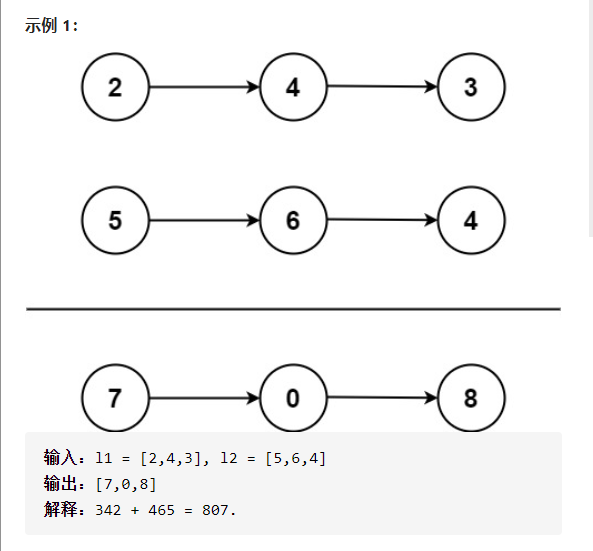 示例 1：
2 4 3
5 6 4
7 0 8
输入：l1 = [2,4,3], l2 = [5,6,4]
输出：[7,0,8]
解释：342 + 465 = 807.